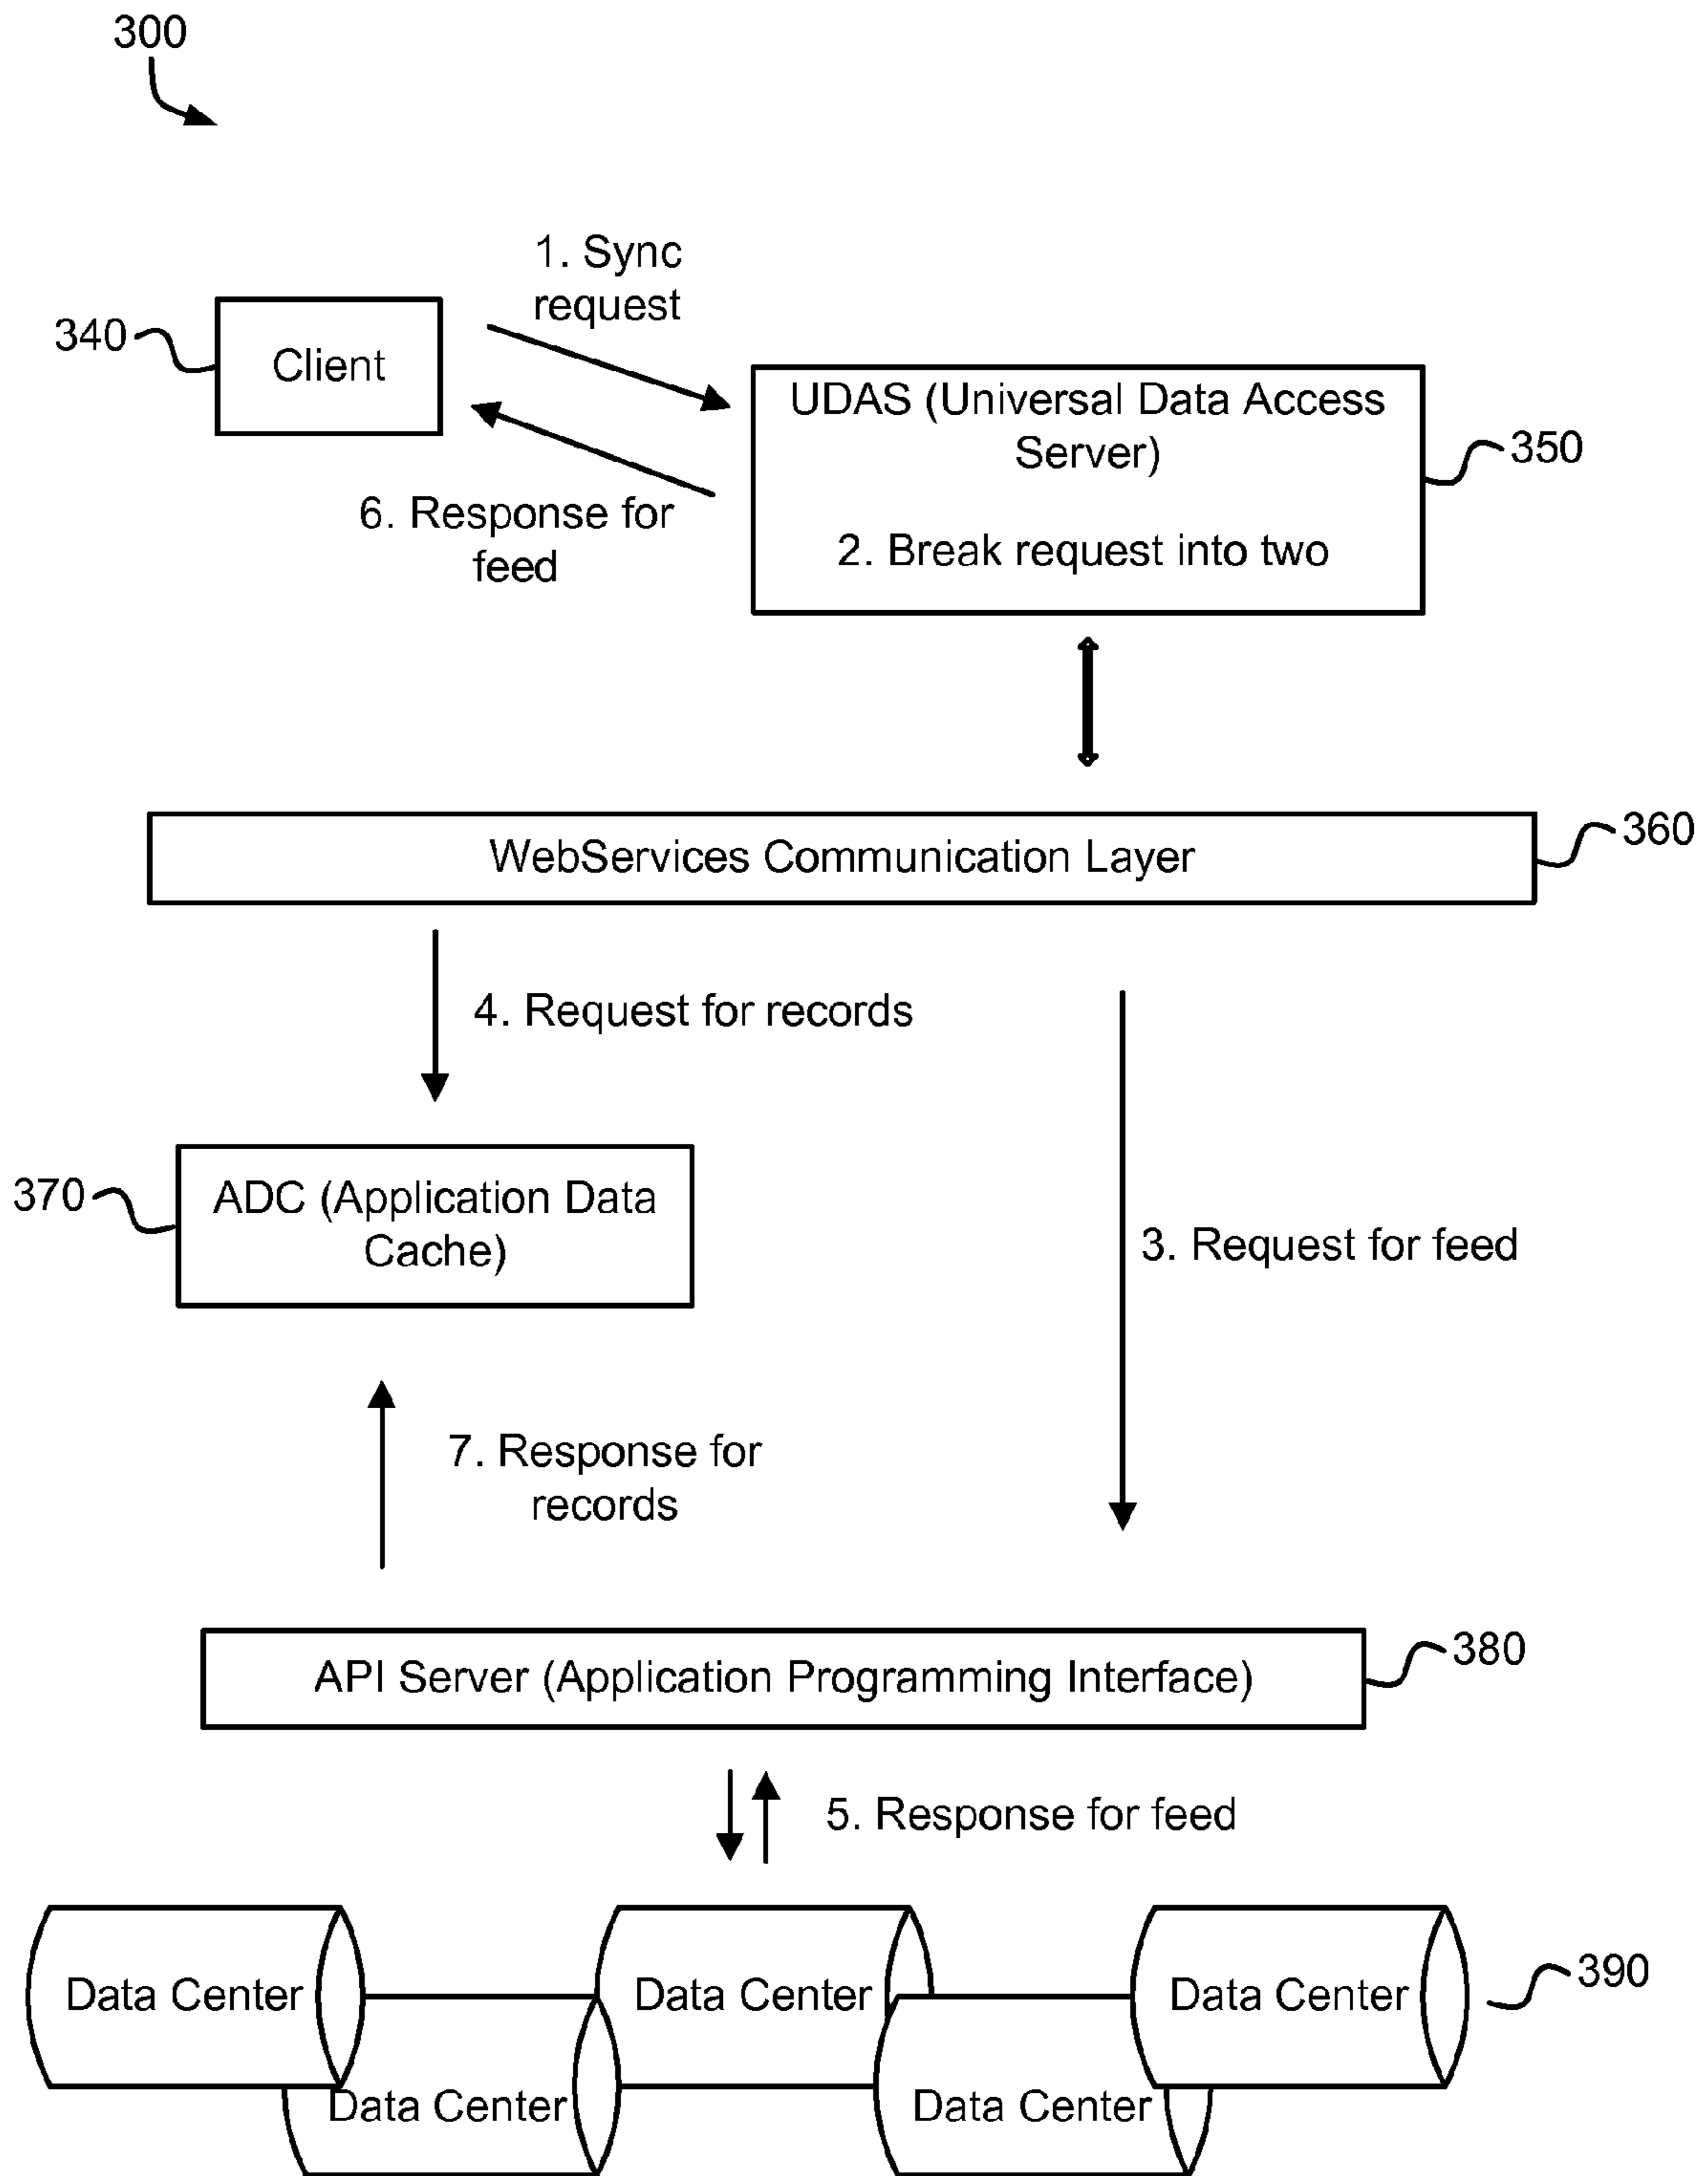 300
1. Sync
request
340
Client
UDAS (Universal Data Access
Server)
350
6. Response for
feed
2. Break request into two
WebServices Communication Layer
360
4. Request for records
370
ADC (Application Data
Cache)
3. Request for feed
7. Response for
records
API Server (Application Programming Interface)
380
5. Response for feed
Data Center
Data Center
Data Center
390
Data Center
Data Center